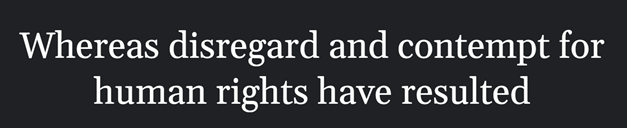 Whereas disregard and contempt for
human rights have resulted